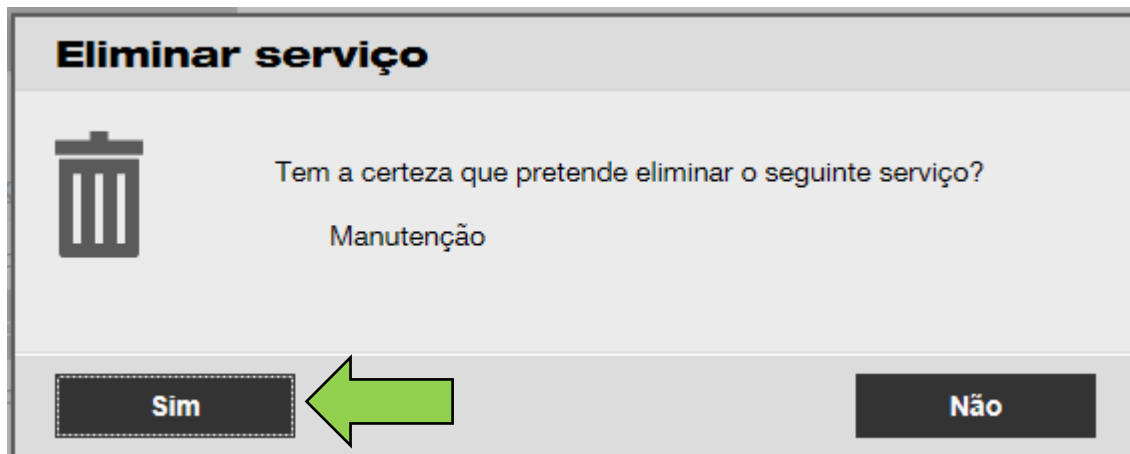 Eliminar serviço
Tem a certeza que pretende eliminar o seguinte serviço?
Manutenção
Sim
Não